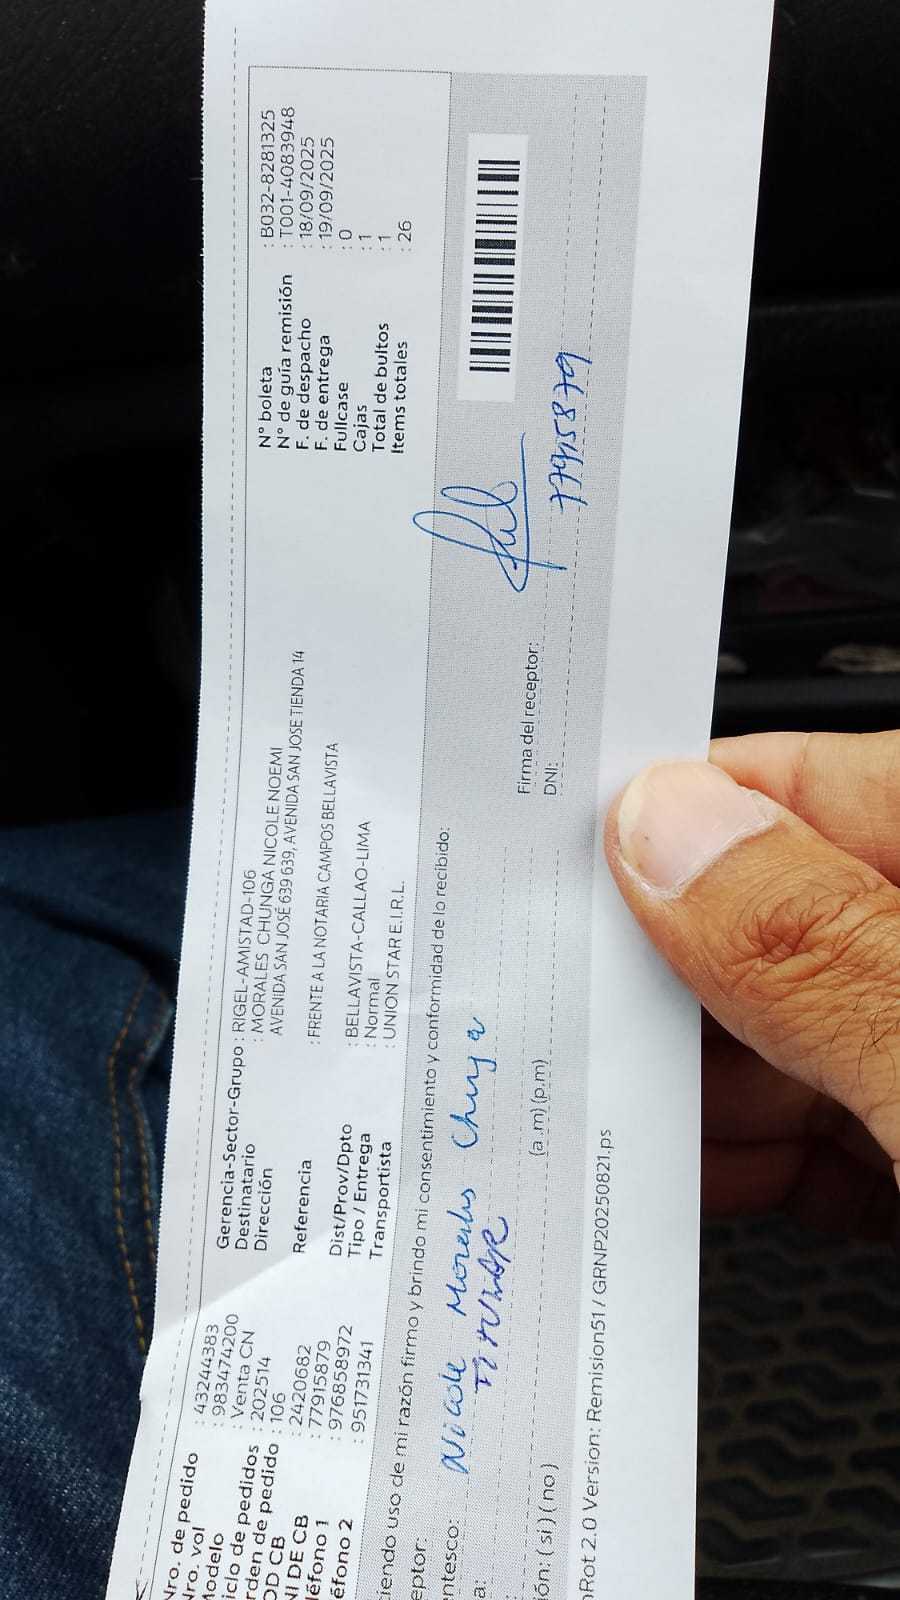 Nro. de pedido : 43244383
Nro. vol : 983474200
Modelo : Venta CN
iclo de pedidos : 202514
rden de pedido : 106
OD CB : 2420682
NI DE CB : 77915879
léfono 1 : 976858972
éfono 2 : 951731341
Gerencia-Sector-Grupo : RIGEL-AMISTAD-106
Destinatario : MORALES CHUNGA NICOLE NOEMI
Dirección AVENIDA SAN JOSÉ 639 639, AVENIDA SAN JOSE TIENDA 14
Referencia : FRENTE A LA NOTARIA CAMPOS BELLAVISTA
Dist/Prov/Dpto : BELLAVISTA-CALLAO-LIMA
Tipo / Entrega : Normal
Transportista : UNION STAR E.I.R.L.
N° boleta : B032-8281325
N° de guía remisión : T001-4083948
F. de despacho : 18/09/2025
F. de entrega : 19/09/2025
Fullcase : 0
Cajas : 1
Total de bultos : 1
Items totales : 26
ciendo uso de mi razón firmo y brindo mi consentimiento y conformidad de lo recibido:
eptor: Nicole Morales Chunga
entesco: Titular
a:
(a .m) (p.m)
ión: ( si ) ( no )
Firma del receptor:
DNI: 77915879
nRot 2.0 Version: Remision51 / GRNP20250821.ps